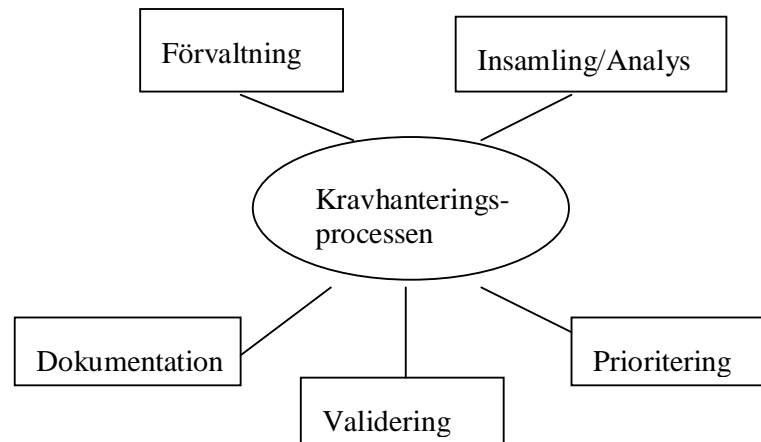 Förvaltning
Insamling/Analys
Kravhanterings-
processen
Dokumentation
Prioritering
Validering